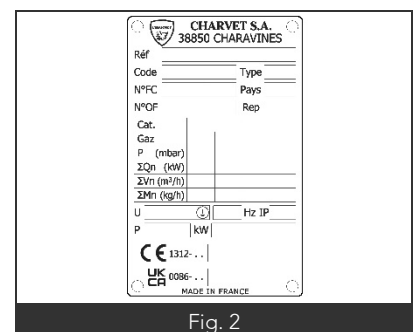 CHARVET
CHARVET S.A.
38850 CHARAVINES
Réf
Code Type
N°FC Pays
N°OF Rep
Cat.
Gaz
P (mbar)
ΣQn (kW)
ΣVn (m³/h)
ΣMn (kg/h)
U Hz IP
P kW
CE 1312-..
UK CA 0086-..
MADE IN FRANCE
Fig. 2